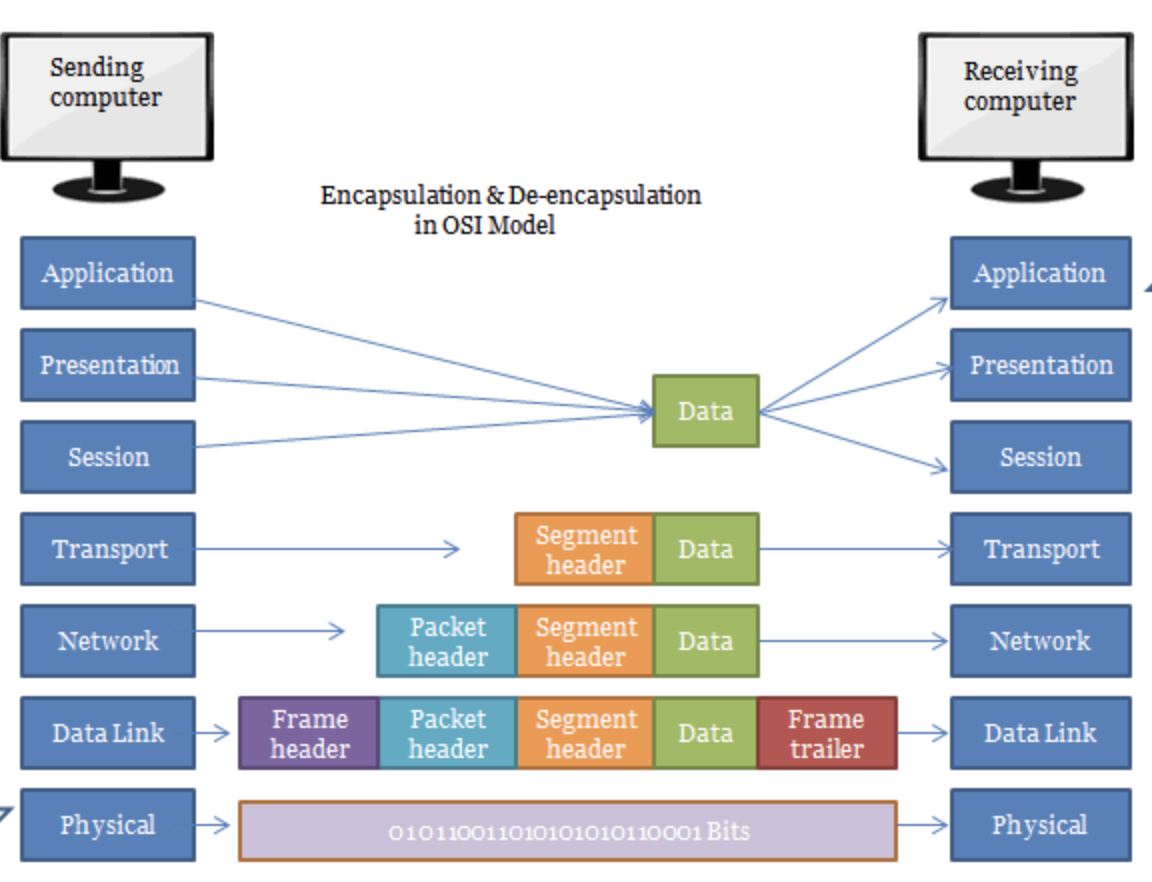 Sending
computer
Receiving
computer
Encapsulation & De-encapsulation
in OSI Model
Application
Application
Presentation
Presentation
Data
Session
Session
Transport
Segment
header
Data
Transport
Network
Packet
header
Segment
header
Data
Network
Data Link
Frame
header
Packet
header
Segment
header
Data
Frame
trailer
Data Link
Physical
0101100110101010101100​01 Bits
Physical